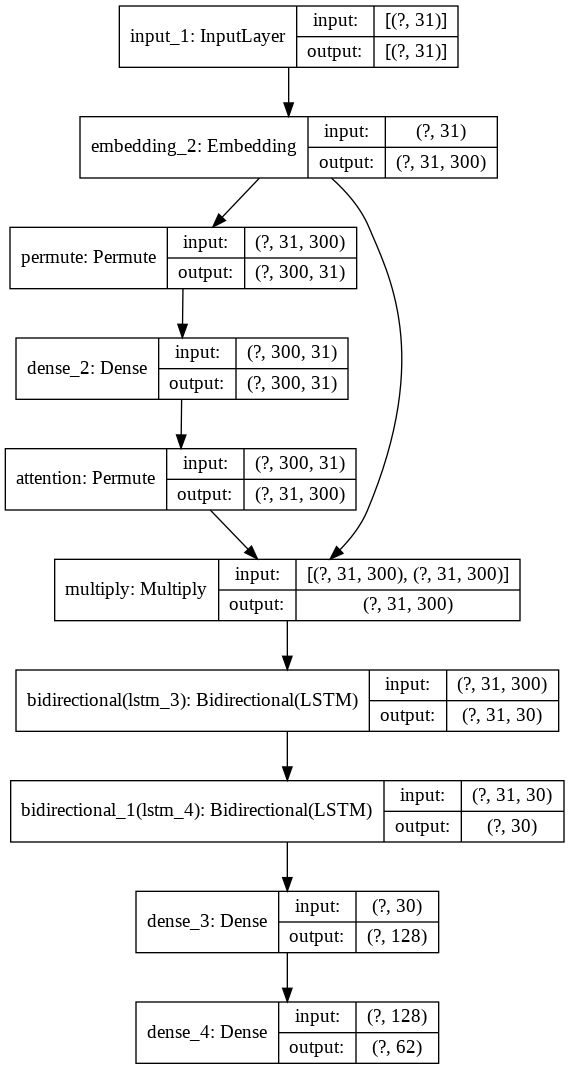 input_1: InputLayer
input: [(?, 31)]
output: [(?, 31)]
embedding_2: Embedding
input: (?, 31)
output: (?, 31, 300)
permute: Permute
input: (?, 31, 300)
output: (?, 300, 31)
dense_2: Dense
input: (?, 300, 31)
output: (?, 300, 31)
attention: Permute
input: (?, 300, 31)
output: (?, 31, 300)
multiply: Multiply
input: [(?, 31, 300), (?, 31, 300)]
output: (?, 31, 300)
bidirectional(lstm_3): Bidirectional(LSTM)
input: (?, 31, 300)
output: (?, 31, 30)
bidirectional_1(lstm_4): Bidirectional(LSTM)
input: (?, 31, 30)
output: (?, 30)
dense_3: Dense
input: (?, 30)
output: (?, 128)
dense_4: Dense
input: (?, 128)
output: (?, 62)